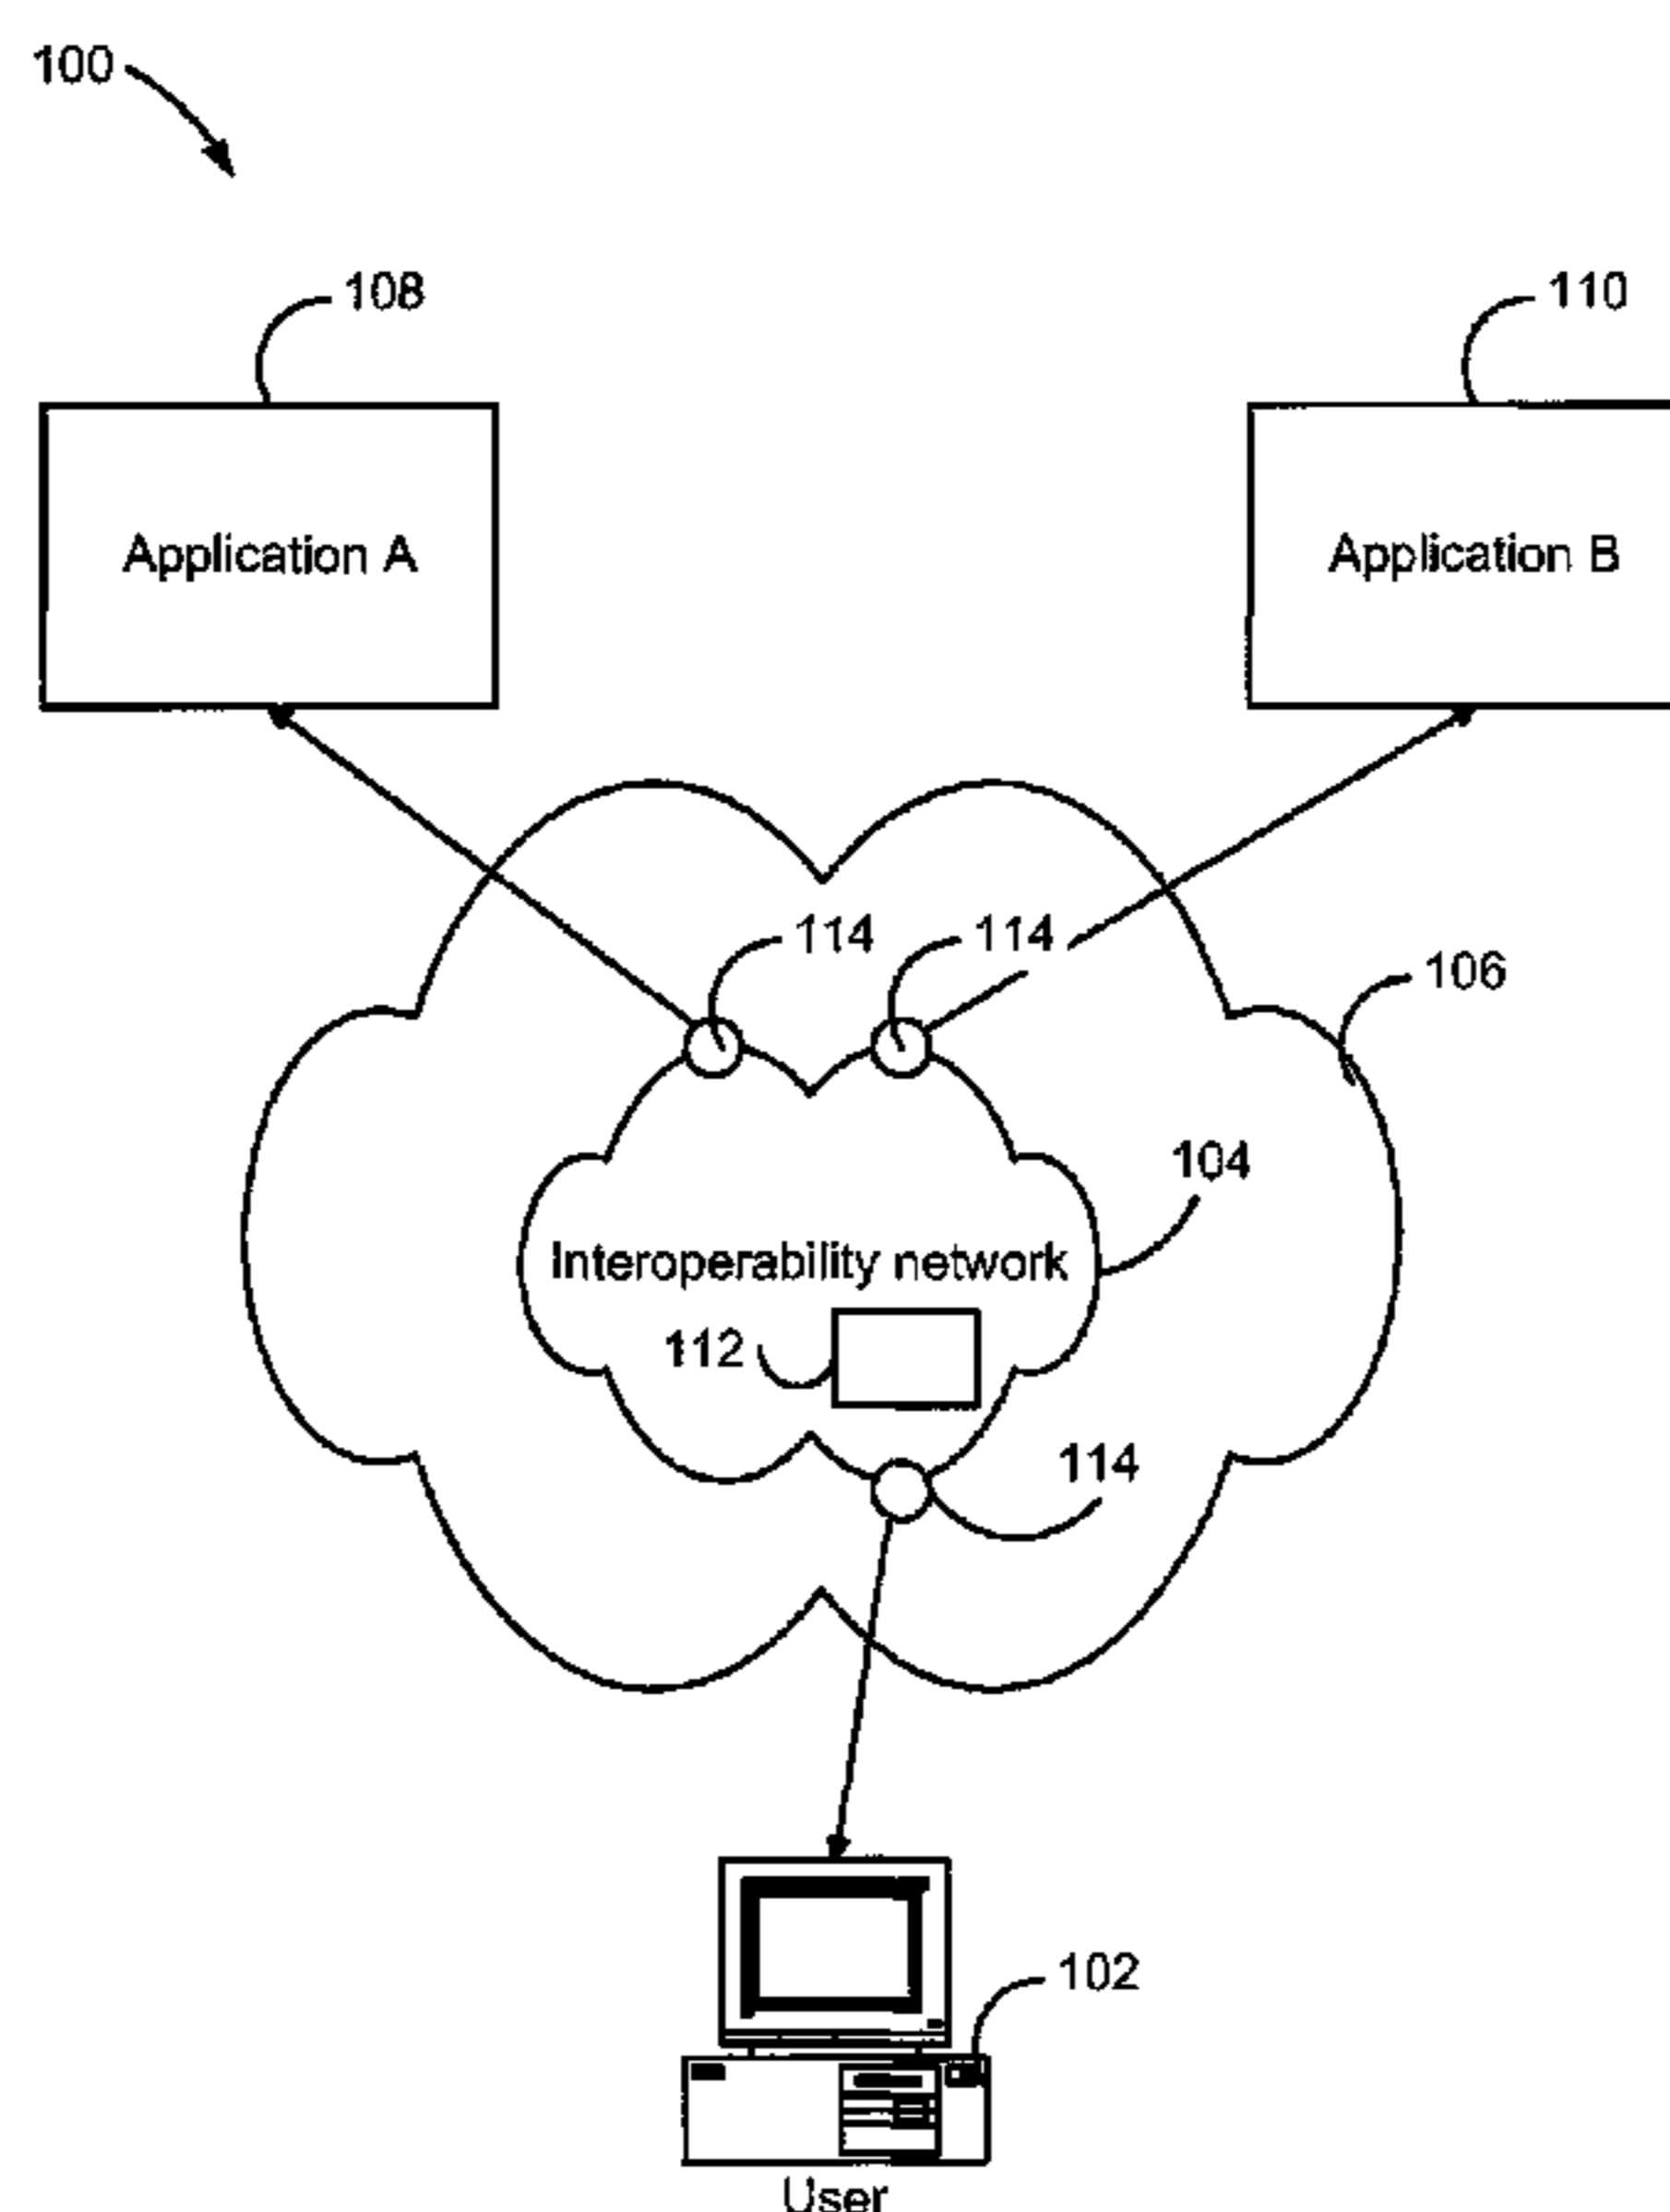 100
108
110
Application A
Application B
114
114
106
104
Interoperability network
112
114
102
User